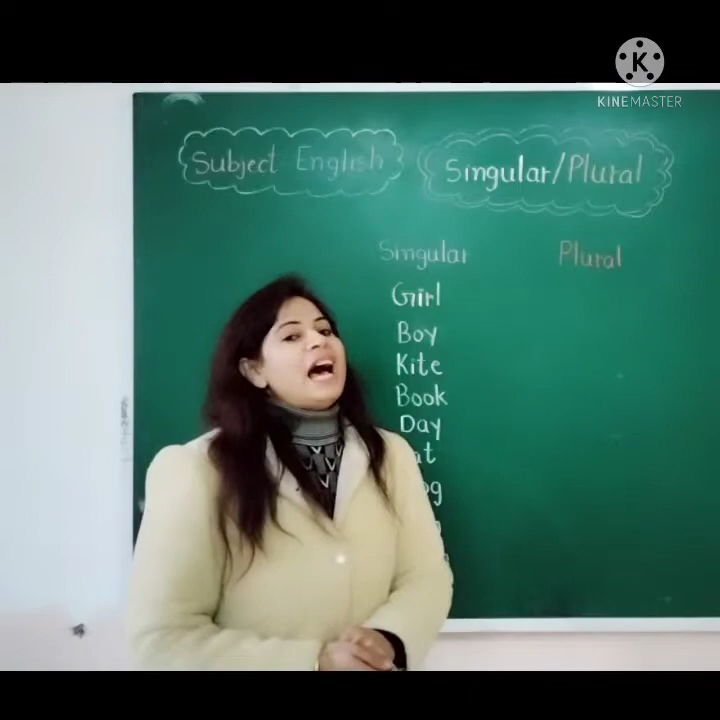 KINEMASTER
Subject English
Singular/Plural
Singular Plural
Girl
Boy
Kite
Book
Day